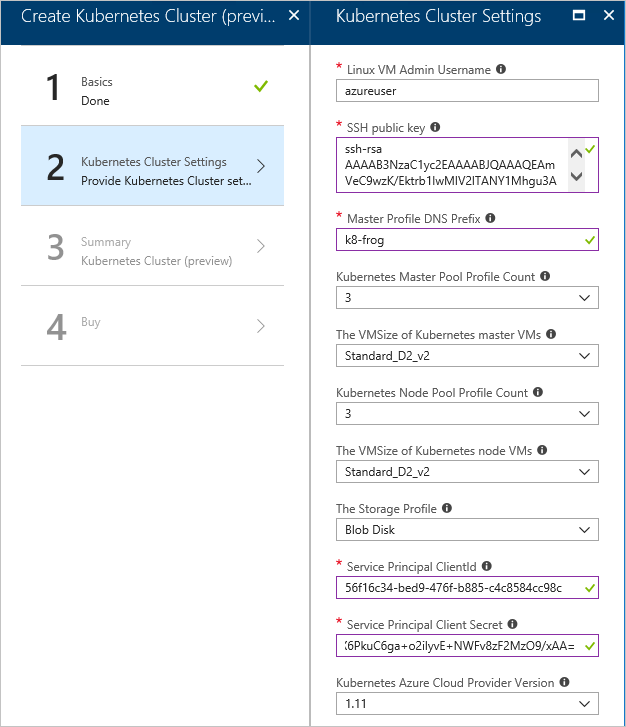 Create Kubernetes Cluster (previ...
1
Basics
Done
2
Kubernetes Cluster Settings
Provide Kubernetes Cluster set...
3
Summary
Kubernetes Cluster (preview)
4
Buy
Kubernetes Cluster Settings
* Linux VM Admin Username
azureuser
* SSH public key
ssh-rsa
AAAAB3NzaC1yc2EAAAABJQAAAQEAm
VeC9wzK/Ektrb1IwMIV2ITANY1Mhgu3A
* Master Profile DNS Prefix
k8-frog
Kubernetes Master Pool Profile Count
3
The VMSize of Kubernetes master VMs
Standard_D2_v2
Kubernetes Node Pool Profile Count
3
The VMSize of Kubernetes node VMs
Standard_D2_v2
The Storage Profile
Blob Disk
* Service Principal ClientId
56f16c34-bed9-476f-b885-c4c8584cc98c
* Service Principal Client Secret
K6PkuC6ga+o2iIyvE+NWFv8zF2MzO9/xAA=
Kubernetes Azure Cloud Provider Version
1.11